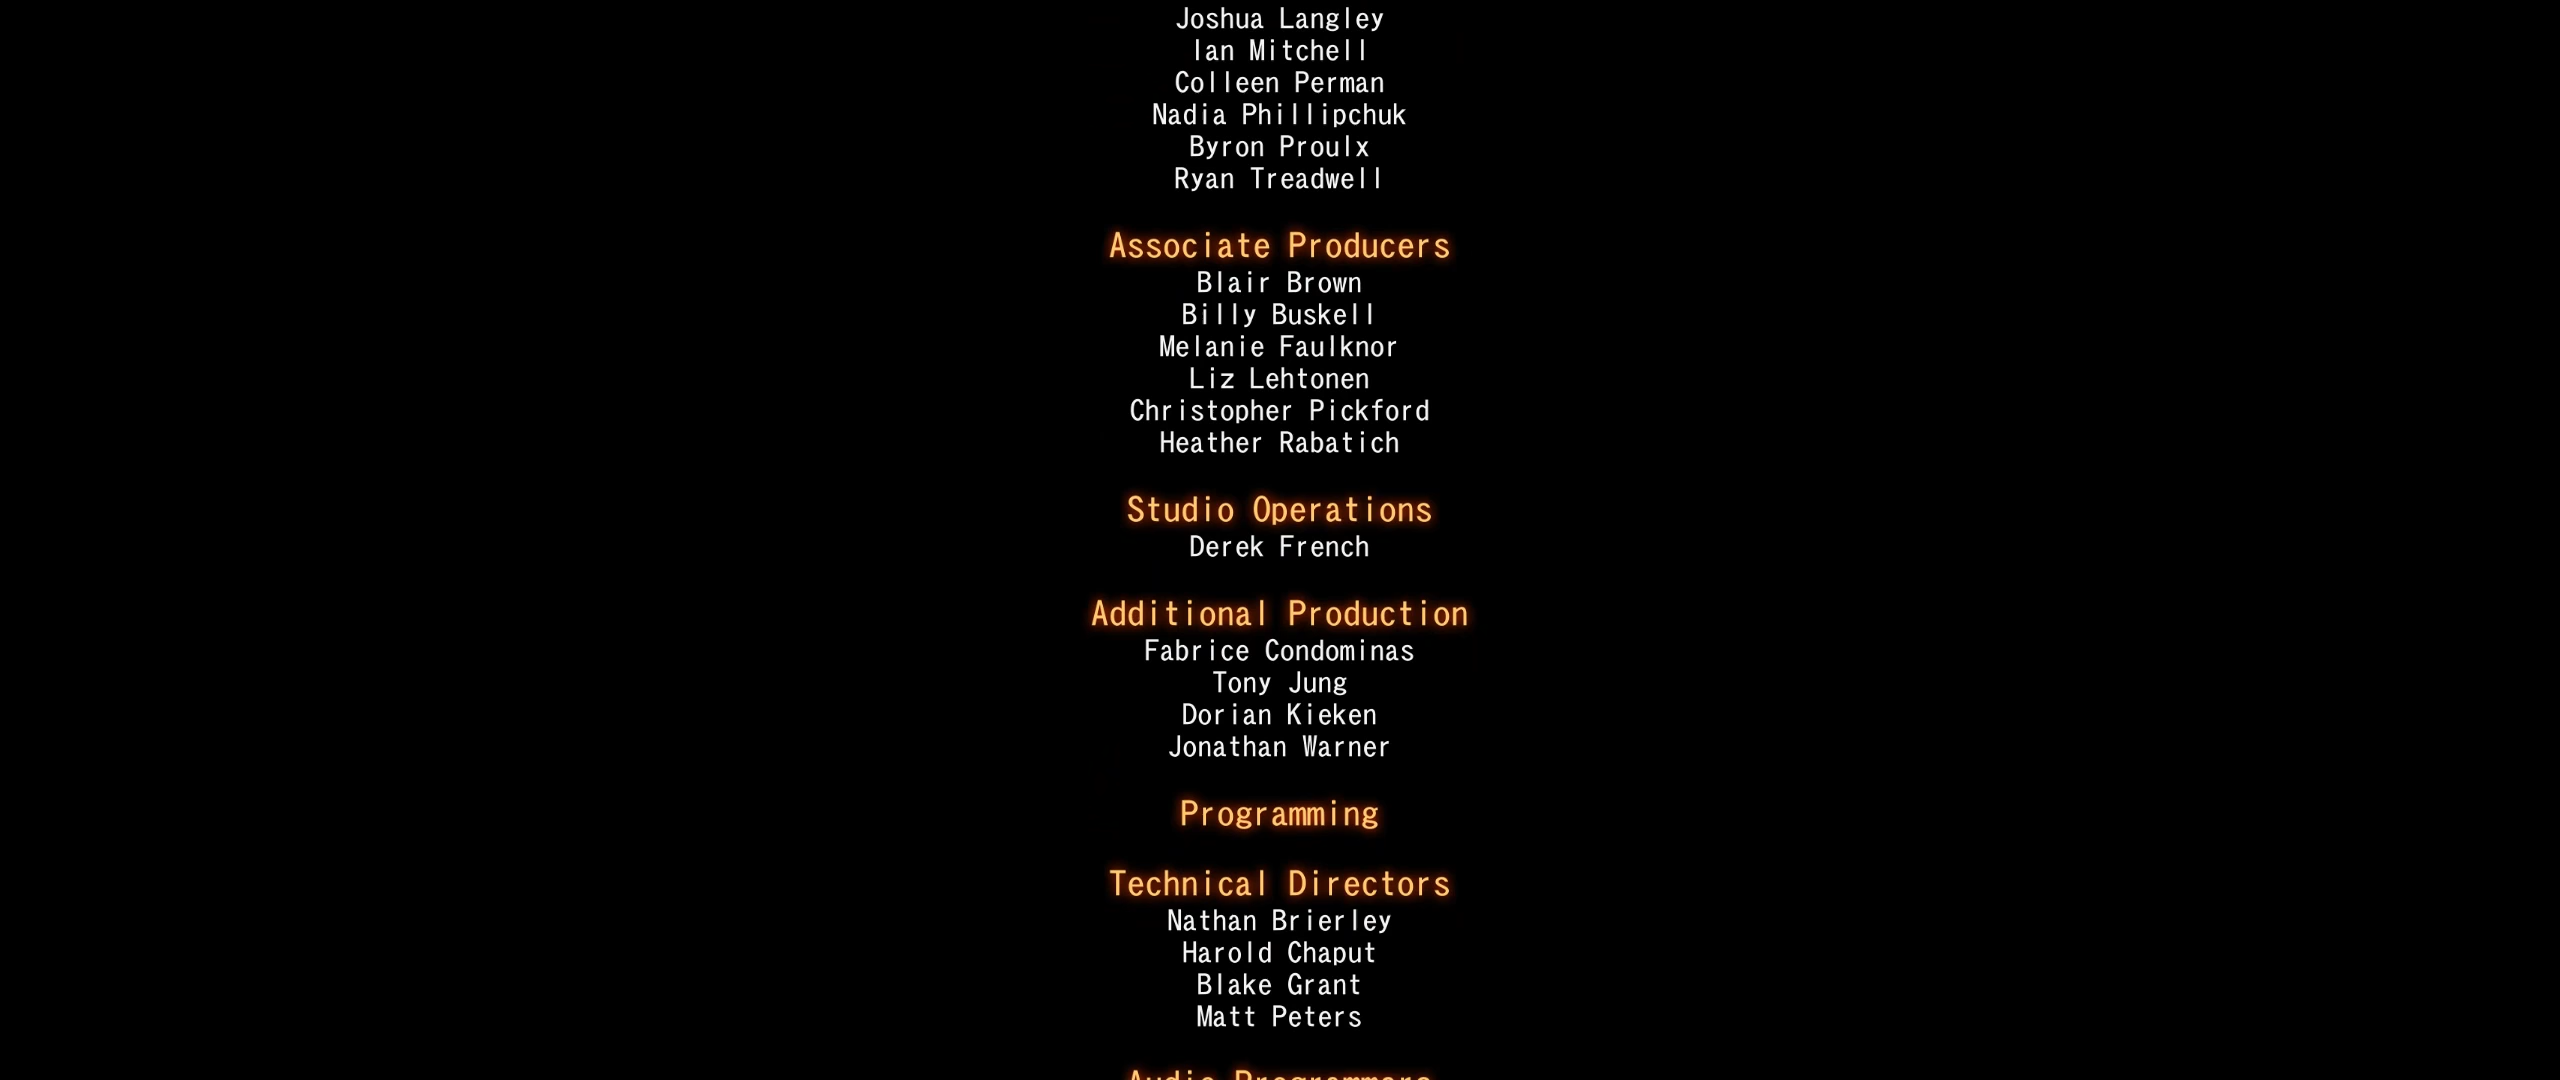 Joshua Langley
Ian Mitchell
Colleen Perman
Nadia Phillipchuk
Byron Proulx
Ryan Treadwell
Associate Producers
Blair Brown
Billy Buskell
Melanie Faulknor
Liz Lehtonen
Christopher Pickford
Heather Rabatich
Studio Operations
Derek French
Additional Production
Fabrice Condominas
Tony Jung
Dorian Kieken
Jonathan Warner
Programming
Technical Directors
Nathan Brierley
Harold Chaput
Blake Grant
Matt Peters
Audio Programmers